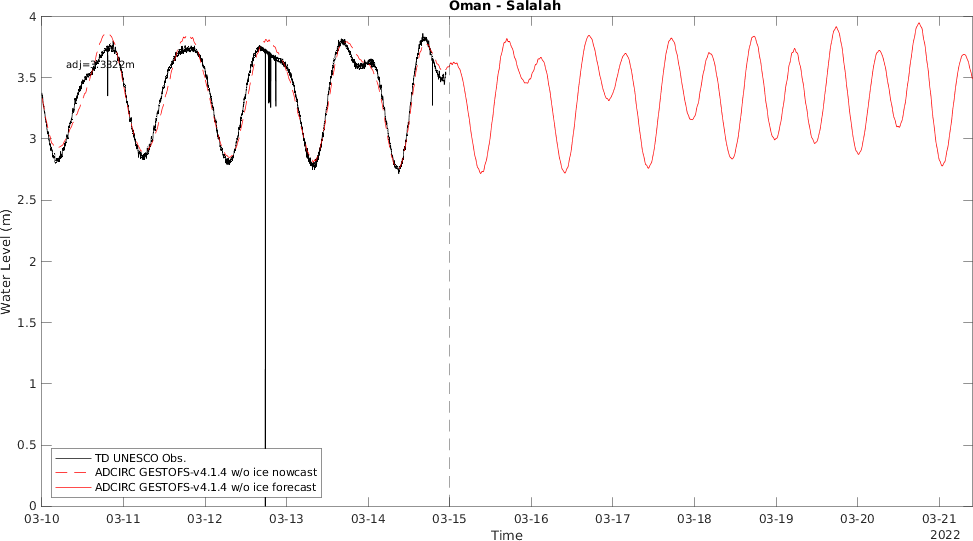 Oman - Salalah
4
3.5
3
2.5
2
1.5
1
0.5
0
Water Level (m)
adj=3.3322m
TD UNESCO Obs.
ADCIRC GESTOFS-v4.1.4 w/o ice nowcast
ADCIRC GESTOFS-v4.1.4 w/o ice forecast
03-10 03-11 03-12 03-13 03-14 03-15 03-16 03-17 03-18 03-19 03-20 03-21
Time
2022